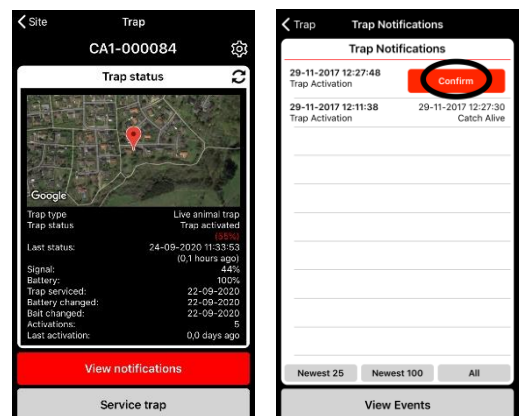 Site Trap
CA1-000084
Trap status
Google
Trap type Live animal trap
Trap status Trap activated
(55%)
Last status: 24-09-2020 11:33:53
(0,1 hours ago)
Signal: 44%
Battery: 100%
Trap serviced: 22-09-2020
Battery changed: 22-09-2020
Bait changed: 22-09-2020
Activations: 5
Last activation: 0,0 days ago
View notifications
Service trap
Trap Trap Notifications
Trap Notifications
29-11-2017 12:27:48
Trap Activation
Confirm
29-11-2017 12:11:38 29-11-2017 12:27:30
Trap Activation Catch Alive
Newest 25 Newest 100 All
View Events